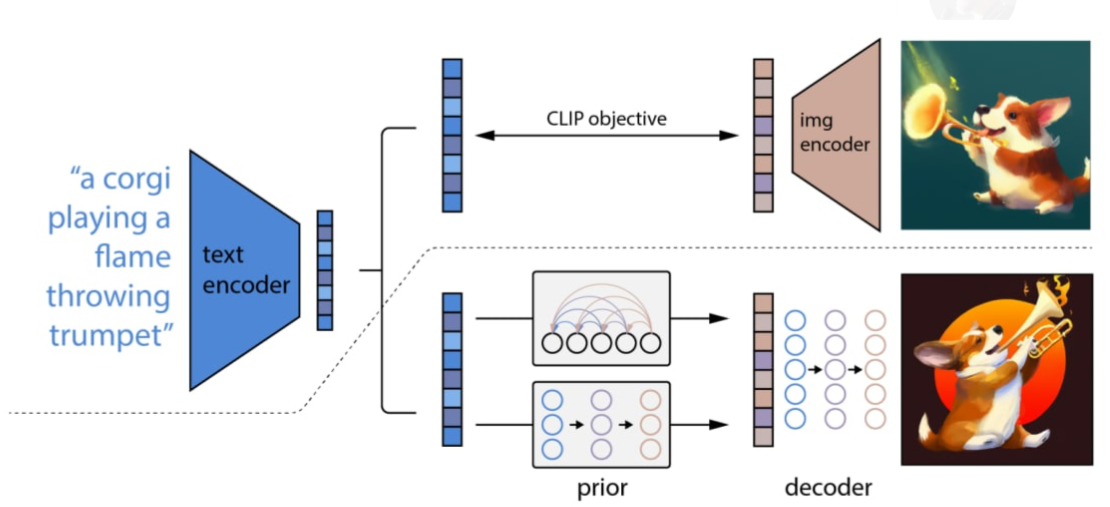 “a corgi
playing a
flame
throwing
trumpet”
text
encoder
CLIP objective
img
encoder
prior
decoder